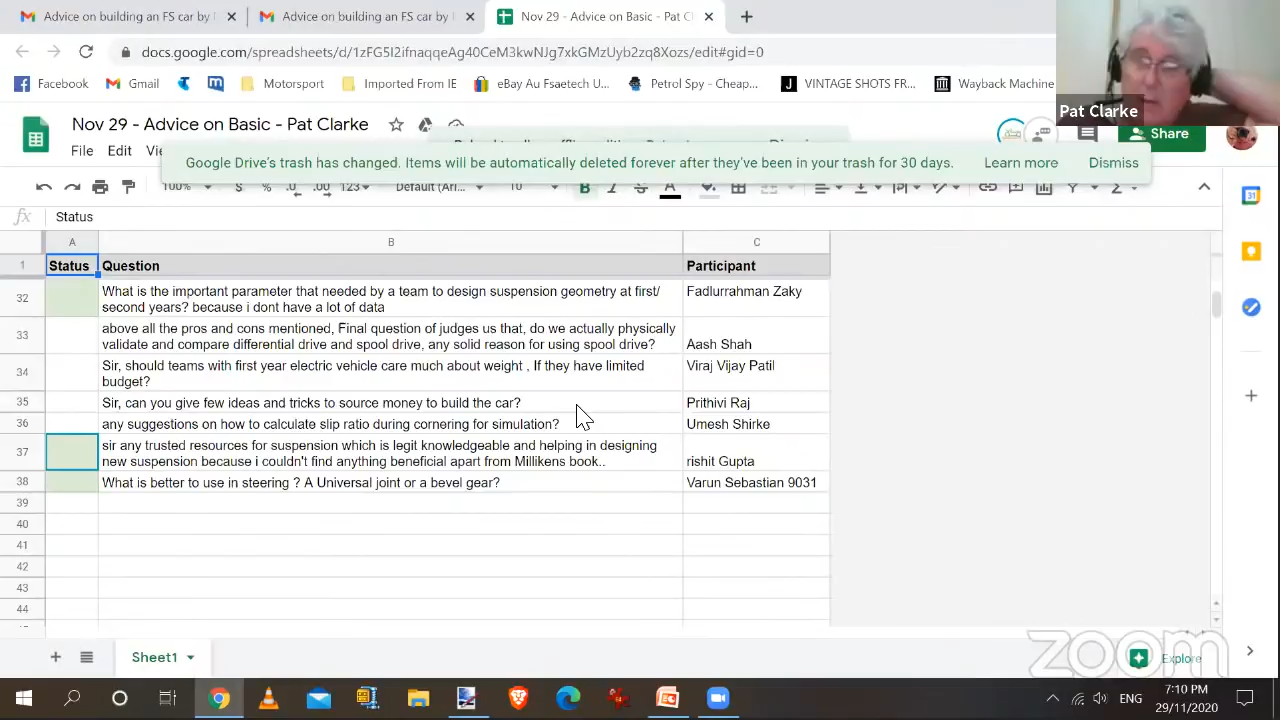 Advice on building an FS car by
Advice on building an FS car by
Nov 29 - Advice on Basic - Pat C
docs.google.com/spreadsheets/d/1zFG5l2ifnaqqeAg40CeM3kwNJg7xkGMzUyb2zq8Xozs/edit#gid=0
Facebook
Gmail
Motorsport
Imported From IE
eBay Au Fsaetech U...
Petrol Spy - Cheap...
VINTAGE SHOTS FR...
Wayback Machine
Pat Clarke
Nov 29 - Advice on Basic - Pat Clarke
File Edit Vie
Share
Google Drive's trash has changed. Items will be automatically deleted forever after they've been in your trash for 30 days. Learn more Dismiss
100% $ % .0 .00 123 Default (Ari... 10 B I S A
fx Status
A B C
1 Status Question Participant
32 What is the important parameter that needed by a team to design suspension geometry at first/ Fadlurrahman Zaky
second years? because i dont have a lot of data
33 above all the pros and cons mentioned, Final question of judges us that, do we actually physically
validate and compare differential drive and spool drive, any solid reason for using spool drive? Aash Shah
34 Sir, should teams with first year electric vehicle care much about weight , If they have limited Viraj Vijay Patil
budget?
35 Sir, can you give few ideas and tricks to source money to build the car? Prithivi Raj
36 any suggestions on how to calculate slip ratio during cornering for simulation? Umesh Shirke
37 sir any trusted resources for suspension which is legit knowledgeable and helping in designing
new suspension because i couldn't find anything beneficial apart from Millikens book.. rishit Gupta
38 What is better to use in steering ? A Universal joint or a bevel gear? Varun Sebastian 9031
39
40
41
42
43
44
Sheet1
Explore
zoom
ENG
7:10 PM
29/11/2020